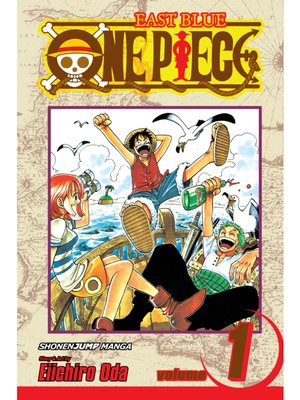 EAST BLUE
ONE PIECE
SHONEN JUMP MANGA
Story & Art by
Eiichiro Oda
volume
1